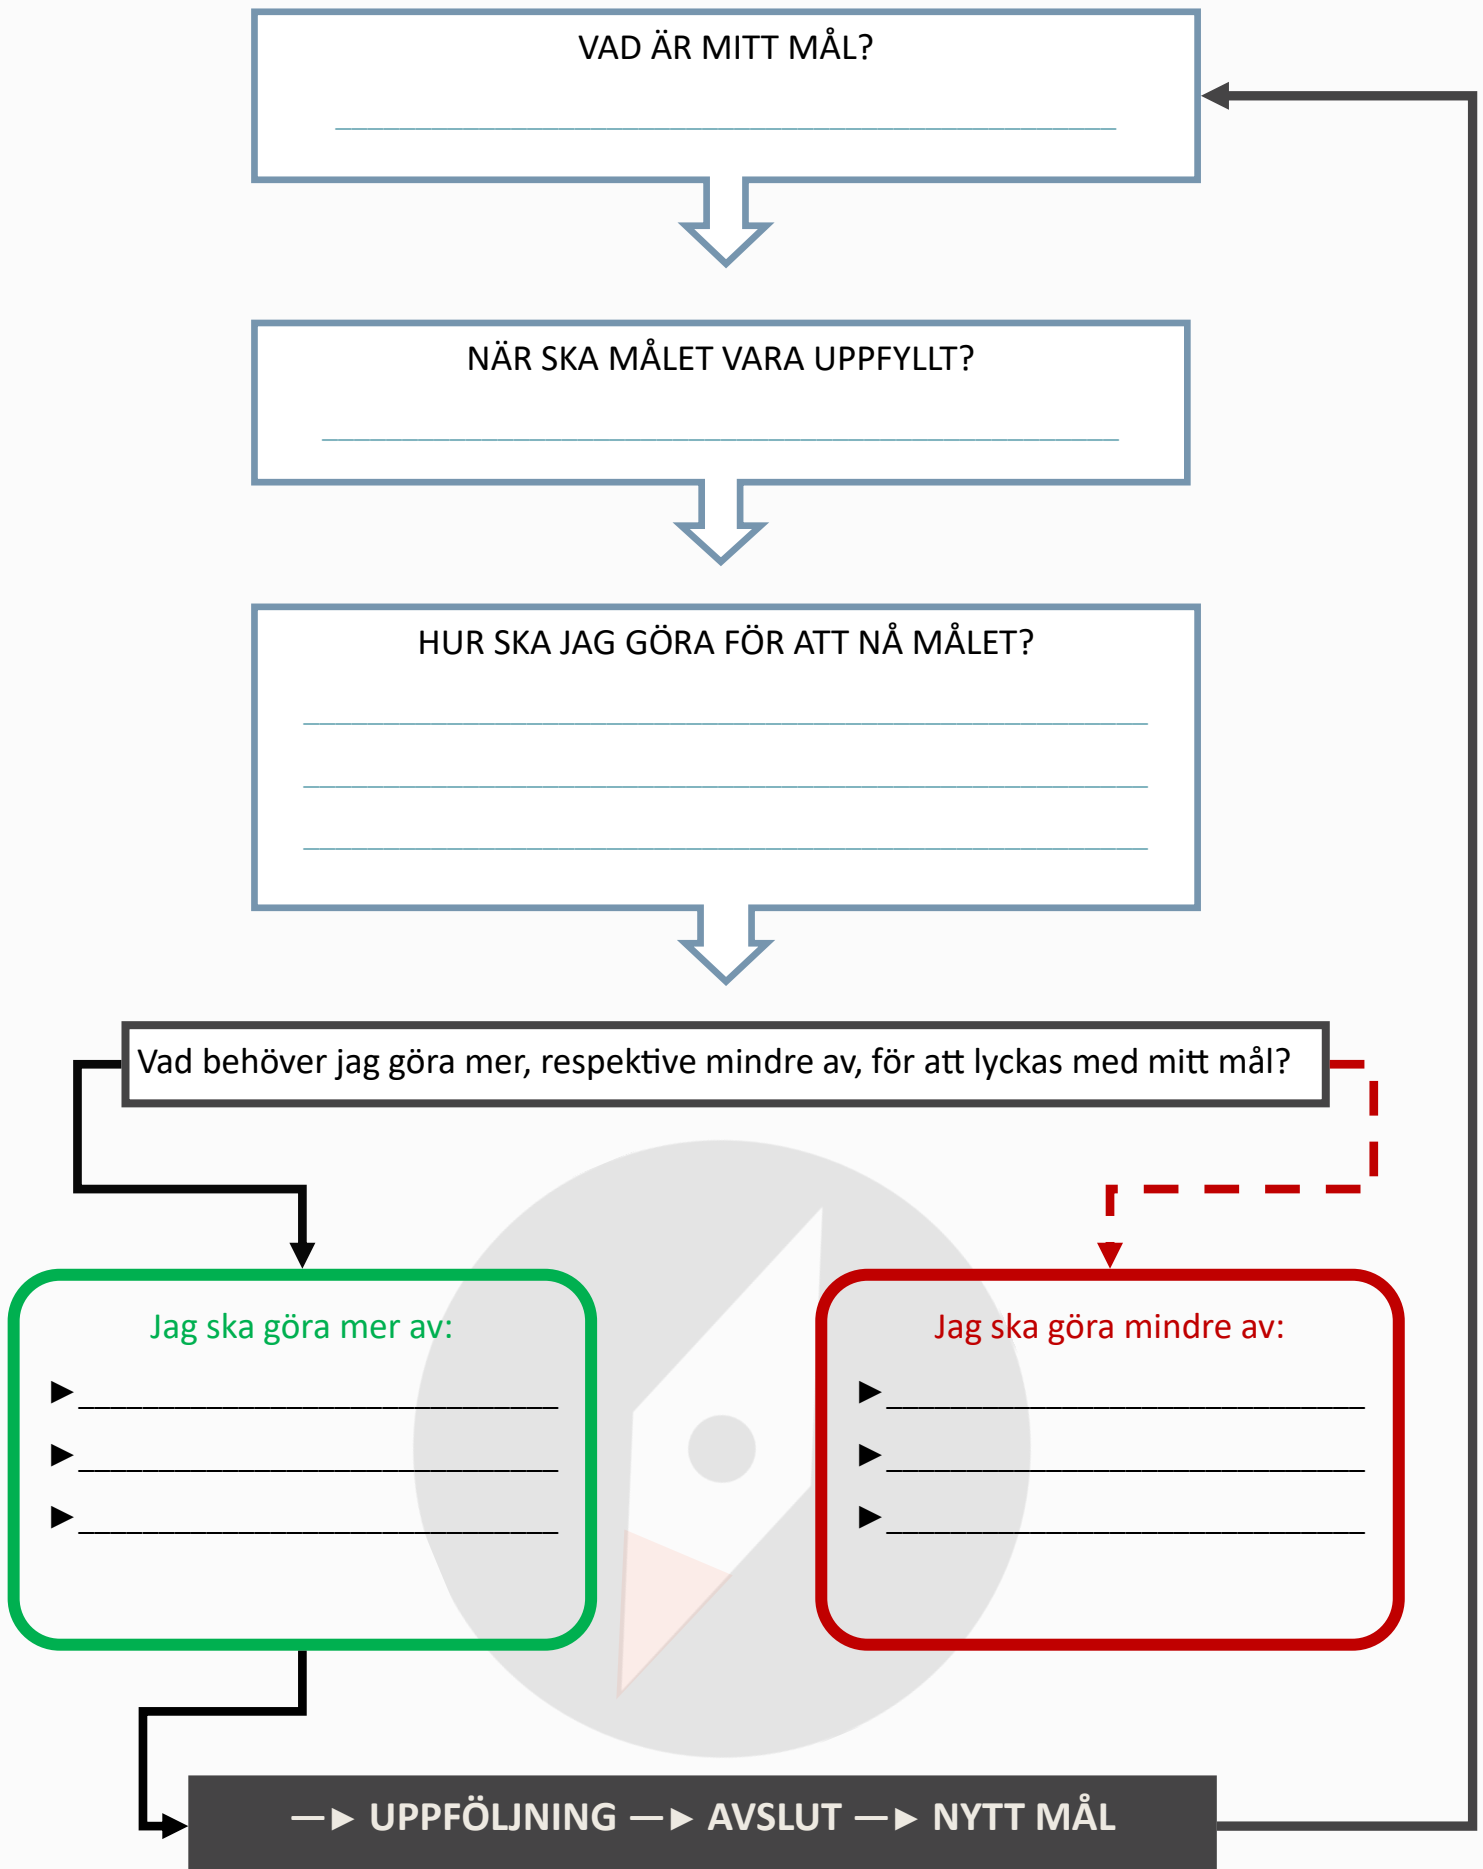 VAD ÄR MITT MÅL?
NÄR SKA MÅLET VARA UPPFYLLT?
HUR SKA JAG GÖRA FÖR ATT NÅ MÅLET?
Vad behöver jag göra mer, respektive mindre av, för att lyckas med mitt mål?
Jag ska göra mer av:
Jag ska göra mindre av:
—► UPPFÖLJNING —► AVSLUT —► NYTT MÅL